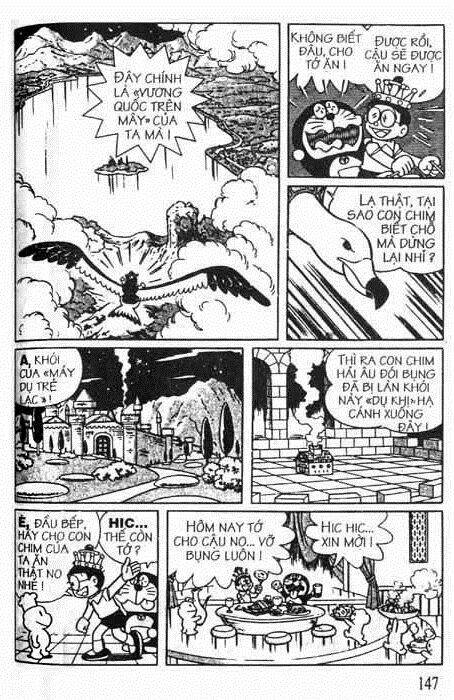 ĐÂY CHÍNH
LÀ «VƯƠNG
QUỐC TRÊN
MÂY» CỦA
TA MÀ !
KHÔNG BIẾT
ĐÂU, CHO
TỚ ĂN !
ĐƯỢC RỒI,
CẬU SẼ ĐƯỢC
ĂN NGAY !
LẠ THẬT, TẠI
SAO CON CHIM
BIẾT CHỖ
MÀ DỪNG
LẠI NHỈ ?
A, KHÓI
CỦA «MÁY
DỤ TRẺ
LẠC» !
THÌ RA CON CHIM
HẢI ÂU ĐÓI BỤNG
ĐÃ BỊ LÀN KHÓI
NÀY «DỤ KHỊ» HẠ
CÁNH XUỐNG
ĐÂY !
Ê, ĐẦU BẾP,
HÃY CHO CON
CHIM CỦA
TA ĂN
THẬT NO
NHÉ !
HIC...
THẾ CÒN
TỚ ?
HÔM NAY TỚ
CHO CẬU NO... VỠ
BỤNG LUÔN !
HIC HIC...
XIN MỜI !
147